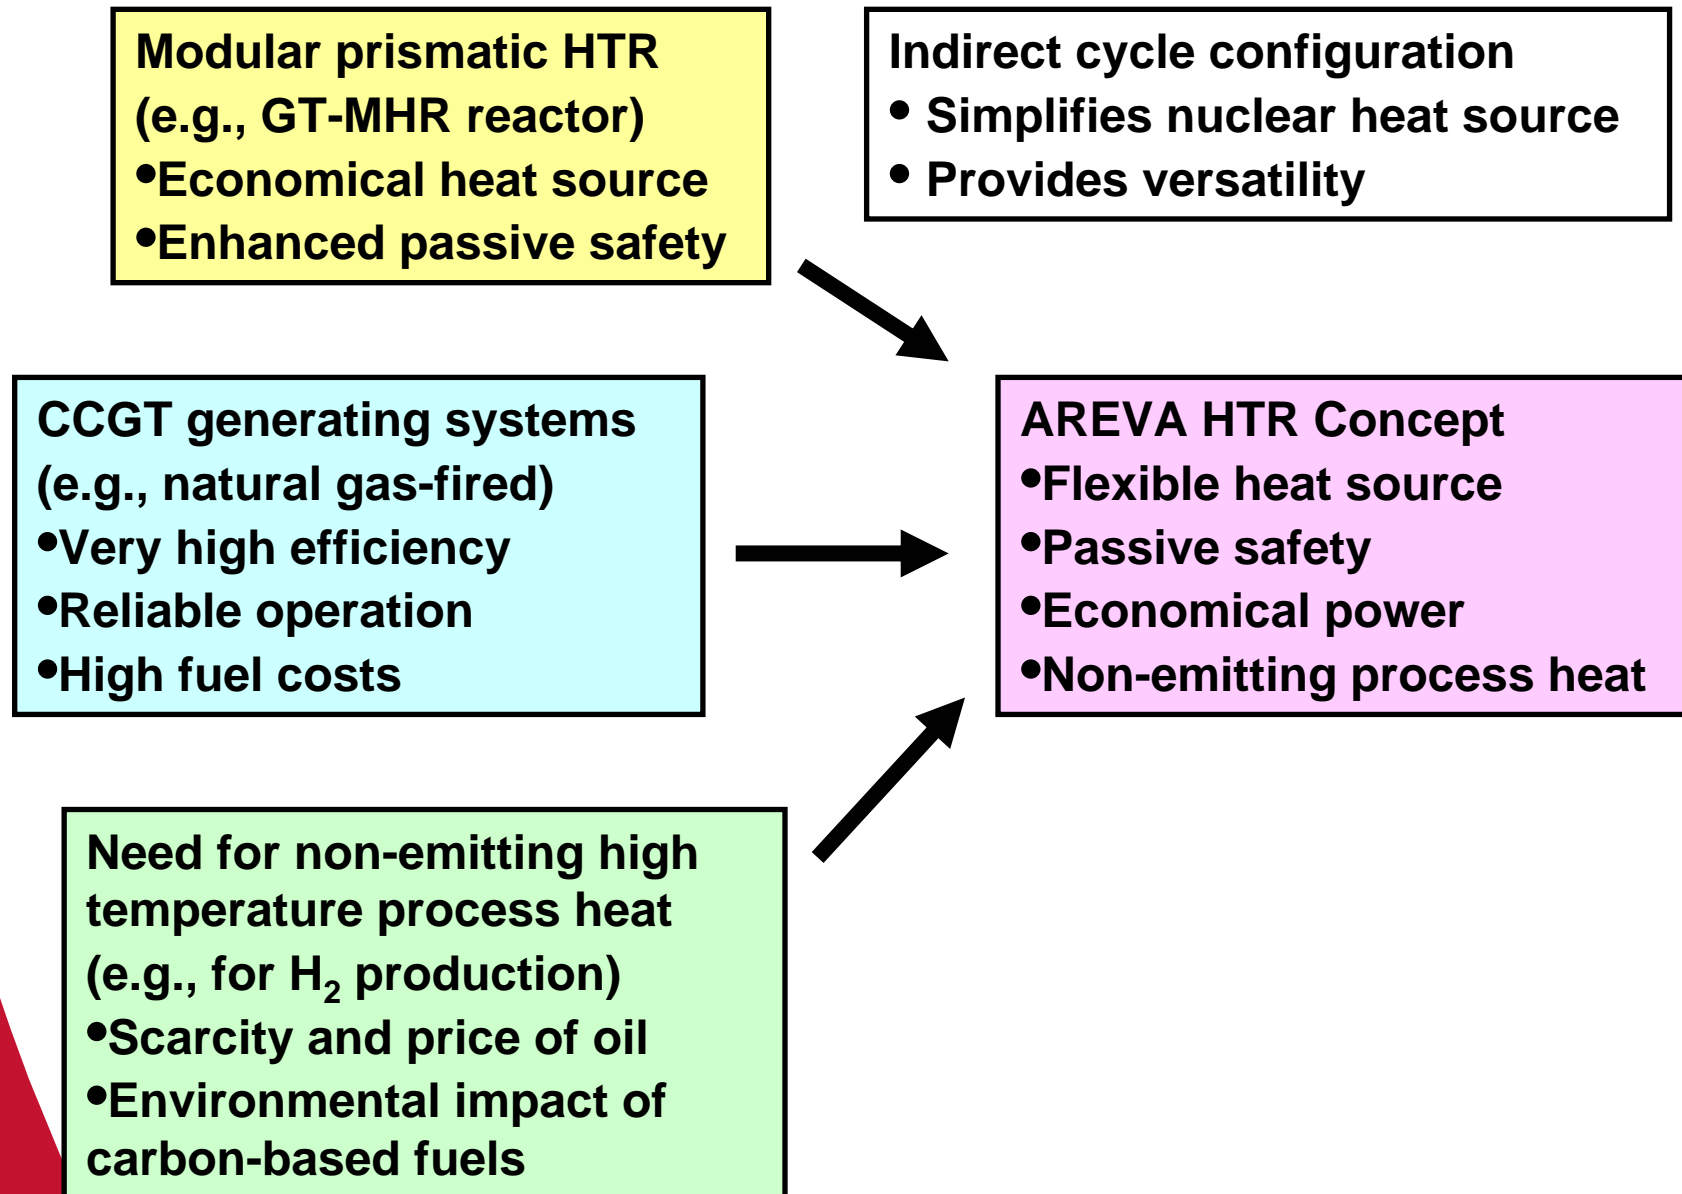 Modular prismatic HTR
(e.g., GT-MHR reactor)
•Economical heat source
•Enhanced passive safety
Indirect cycle configuration
• Simplifies nuclear heat source
• Provides versatility
CCGT generating systems
(e.g., natural gas-fired)
•Very high efficiency
•Reliable operation
•High fuel costs
AREVA HTR Concept
•Flexible heat source
•Passive safety
•Economical power
•Non-emitting process heat
Need for non-emitting high
temperature process heat
(e.g., for H₂ production)
•Scarcity and price of oil
•Environmental impact of
carbon-based fuels